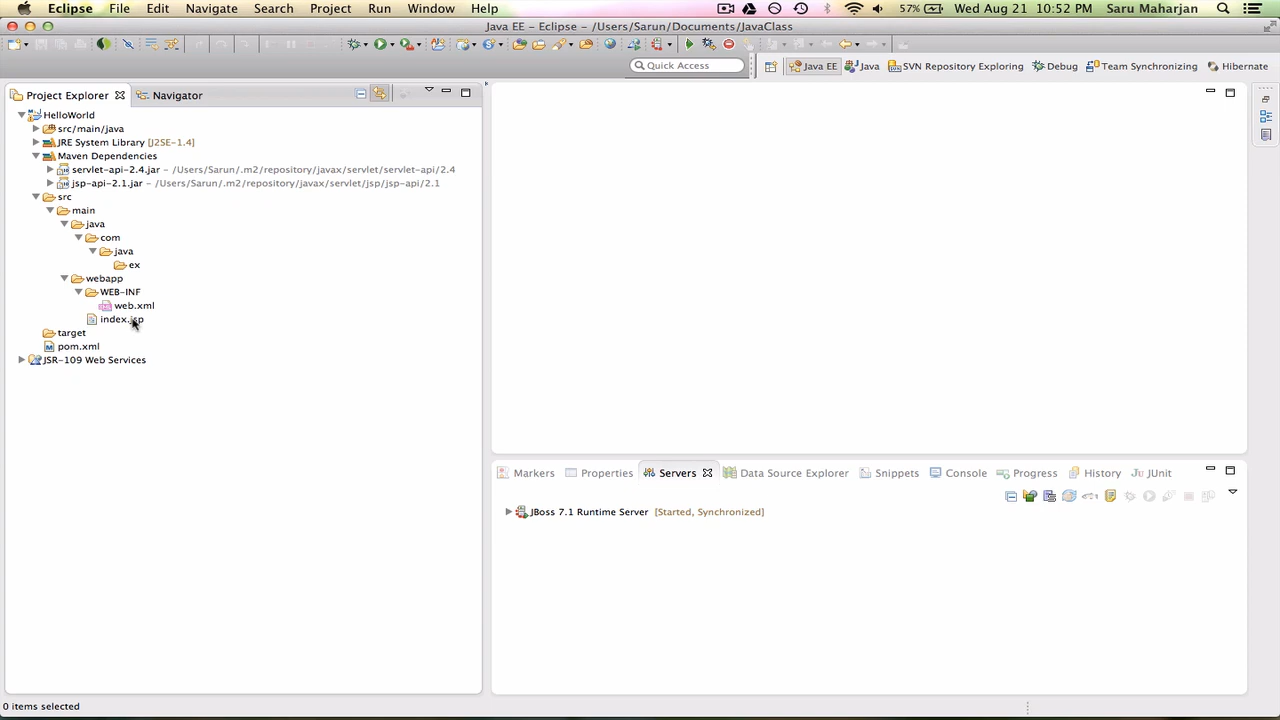 Eclipse File Edit Navigate Search Project Run Window Help 57% Wed Aug 21 10:52 PM Saru Maharjan
Java EE – Eclipse – /Users/Sarun/Documents/JavaClass
Quick Access Java EE Java SVN Repository Exploring Debug Team Synchronizing Hibernate
Project Explorer Navigator
HelloWorld
src/main/java
JRE System Library [J2SE-1.4]
Maven Dependencies
servlet-api-2.4.jar – /Users/Sarun/.m2/repository/javax/servlet/servlet-api/2.4
jsp-api-2.1.jar – /Users/Sarun/.m2/repository/javax/servlet/jsp/jsp-api/2.1
src
main
java
com
java
ex
webapp
WEB-INF
web.xml
index.jsp
target
pom.xml
JSR-109 Web Services
Markers Properties Servers Data Source Explorer Snippets Console Progress History JUnit
JBoss 7.1 Runtime Server [Started, Synchronized]
0 items selected